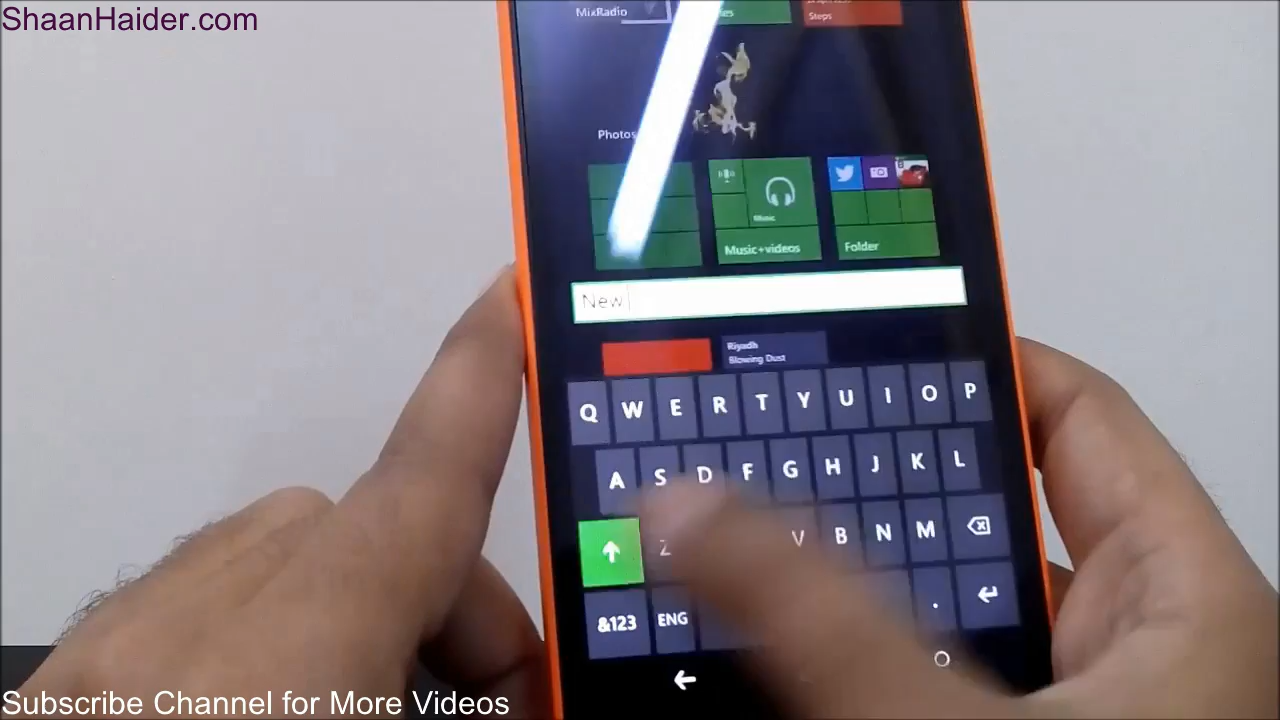 ShaanHaider.com
MixRadio
Steps
Photos
Music
Music+videos
Folder
New
Riyadh
Blowing Dust
Q W E R T Y U I O P
A S D F G H J K L
Z V B N M
&123 ENG .
Subscribe Channel for More Videos